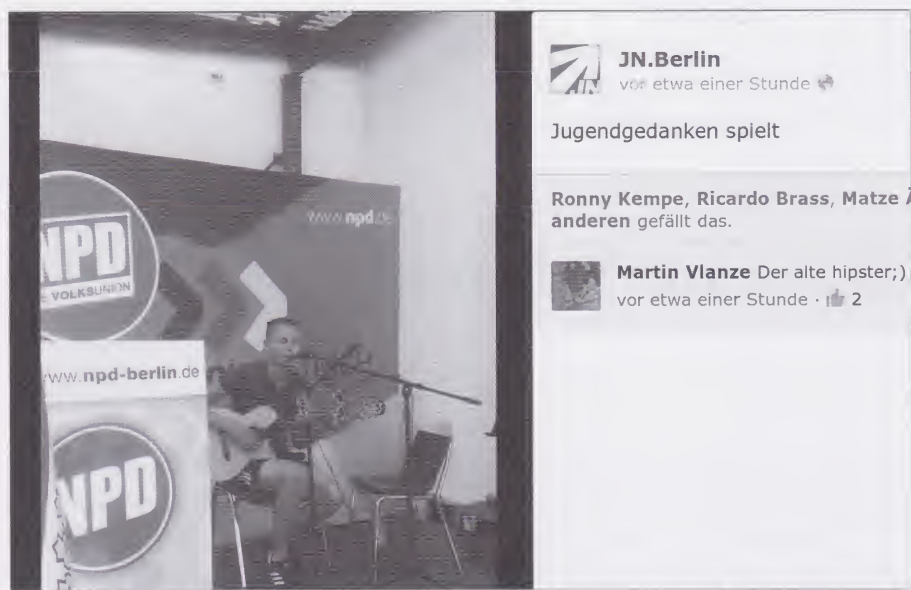 www.npd.de
NPD
E VOLKSUNION
www.npd-berlin.de
NPD
JN
JN.Berlin
vor etwa einer Stunde
Jugendgedanken spielt
Ronny Kempe, Ricardo Brass, Matze Ä
anderen gefällt das.
Martin Vlanze Der alte hipster;)
vor etwa einer Stunde · 2